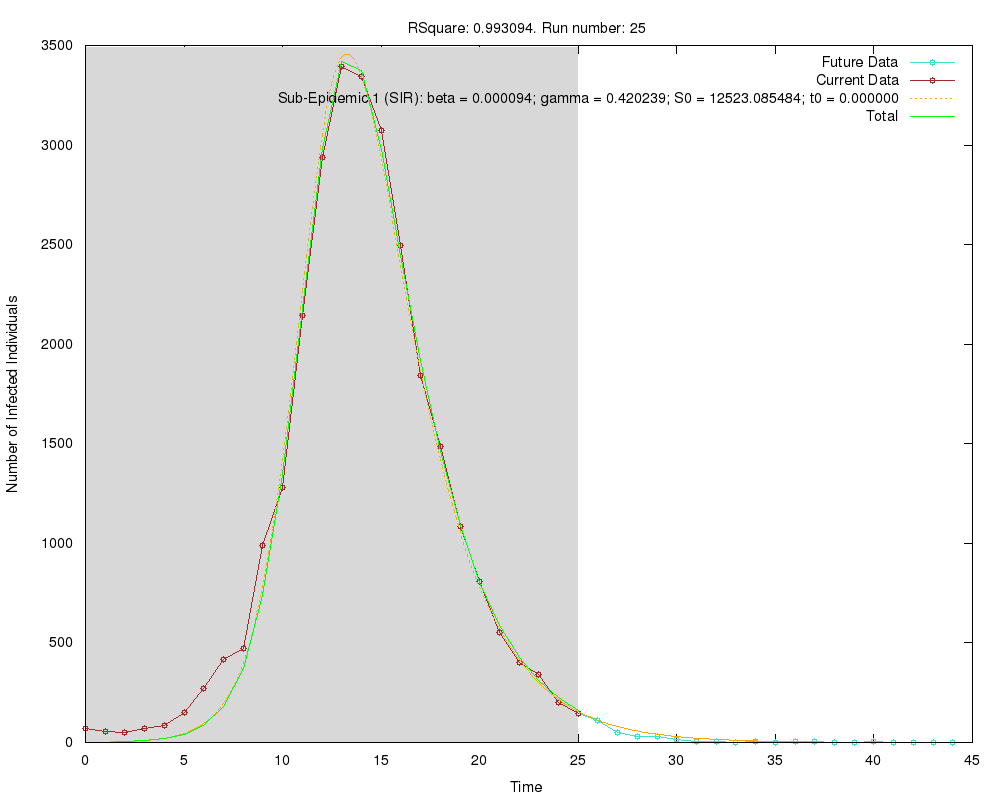 RSquare: 0.993094. Run number: 25
3500
3000
2500
2000
1500
1000
500
0
Number of Infected Individuals
Future Data
Current Data
Sub-Epidemic 1 (SIR): beta = 0.000094; gamma = 0.420239; S0 = 12523.085484; t0 = 0.000000
Total
0 5 10 15 20 25 30 35 40 45
Time